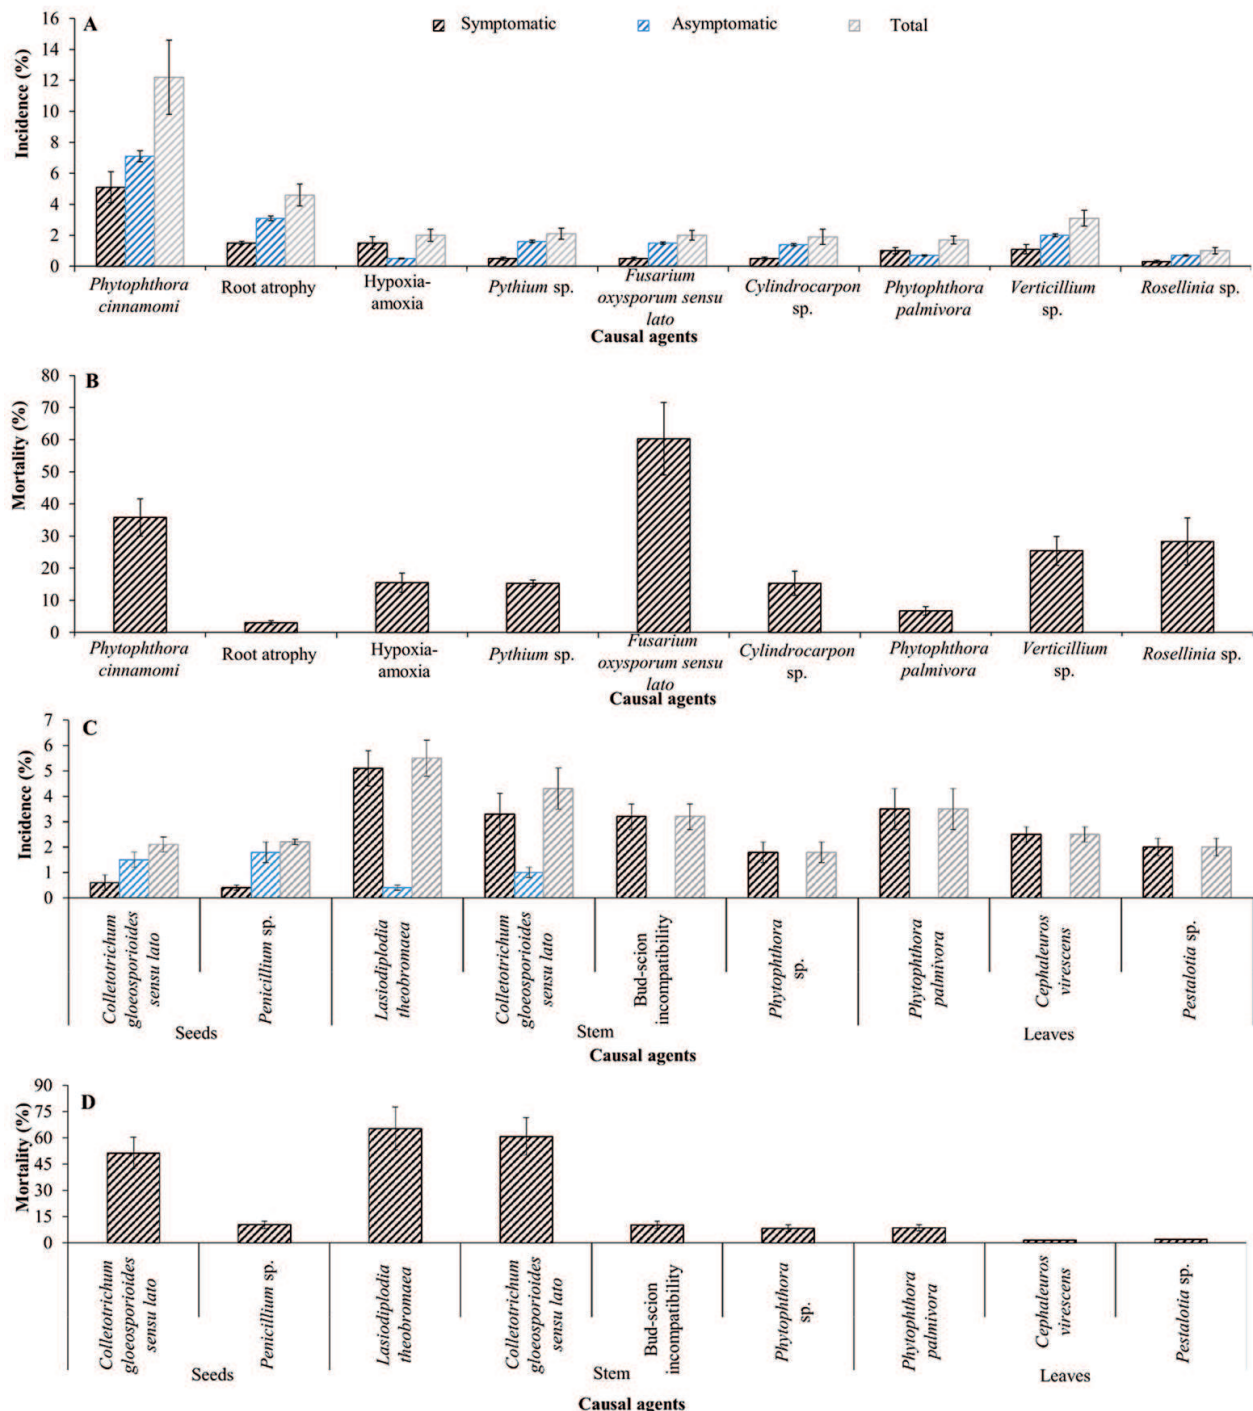 A
Symptomatic
Asymptomatic
Total
Incidence (%)
16
14
12
10
8
6
4
2
0
Phytophthora
cinnamomi
Root atrophy
Hypoxia-
amoxia
Pythium sp.
Fusarium
oxysporum sensu
lato
Cylindrocarpon
sp.
Phytophthora
palmivora
Verticillium
sp.
Rosellinia sp.
Causal agents
B
Mortality (%)
80
70
60
50
40
30
20
10
0
Phytophthora
cinnamomi
Root atrophy
Hypoxia-
amoxia
Pythium sp.
Fusarium
oxysporum sensu
lato
Cylindrocarpon
sp.
Phytophthora
palmivora
Verticillium
sp.
Rosellinia sp.
Causal agents
C
Incidence (%)
7
6
5
4
3
2
1
0
Colletotrichum
gloeosporioides
sensu lato
Penicillium sp.
Lasiodiplodia
theobromaea
Colletotrichum
gloeosporioides
sensu lato
Bud-scion
incompatibility
Phytophthora
sp.
Phytophthora
palmivora
Cephaleuros
virescens
Pestalotia sp.
Seeds
Stem
Leaves
Causal agents
D
Mortality (%)
90
75
60
45
30
15
0
Colletotrichum
gloeosporioides
sensu lato
Penicillium sp.
Lasiodiplodia
theobromaea
Colletotrichum
gloeosporioides
sensu lato
Bud-scion
incompatibility
Phytophthora
sp.
Phytophthora
palmivora
Cephaleuros
virescens
Pestalotia sp.
Seeds
Stem
Leaves
Causal agents